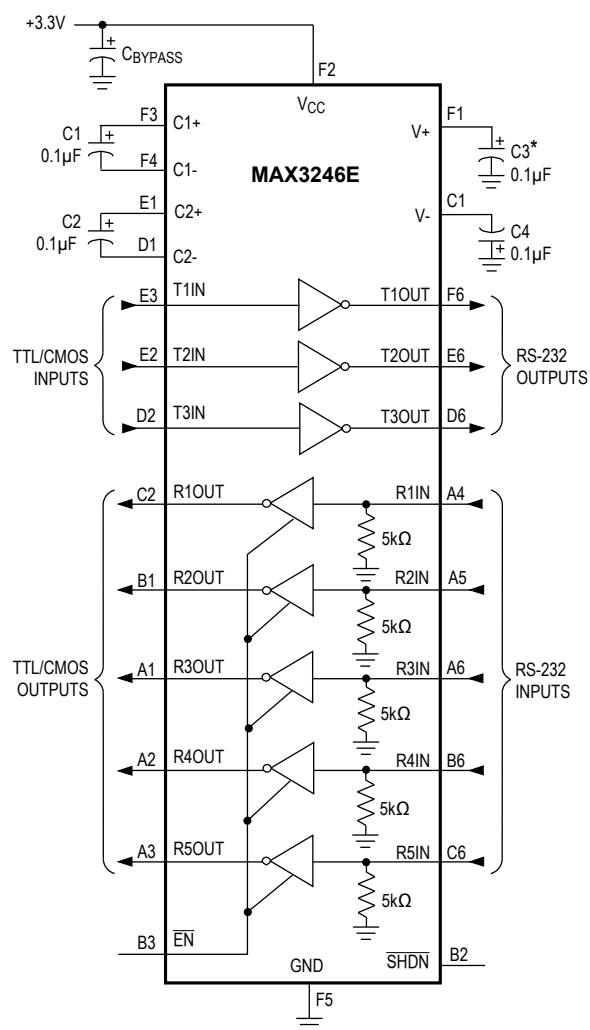 +3.3V
CBYPASS
F2
VCC
F3
C1+
C1
0.1µF
F4
C1-
E1
C2+
C2
0.1µF
D1
C2-
MAX3246E
F1
V+
C3*
0.1µF
C1
V-
C4
0.1µF
E3 T1IN T1OUT F6
TTL/CMOS
INPUTS
E2 T2IN T2OUT E6
RS-232
OUTPUTS
D2 T3IN T3OUT D6
C2 R1OUT R1IN A4
5kΩ
B1 R2OUT R2IN A5
5kΩ
TTL/CMOS
OUTPUTS
A1 R3OUT R3IN A6
RS-232
INPUTS
5kΩ
A2 R4OUT R4IN B6
5kΩ
A3 R5OUT R5IN C6
5kΩ
B3 EN
SHDN B2
GND
F5